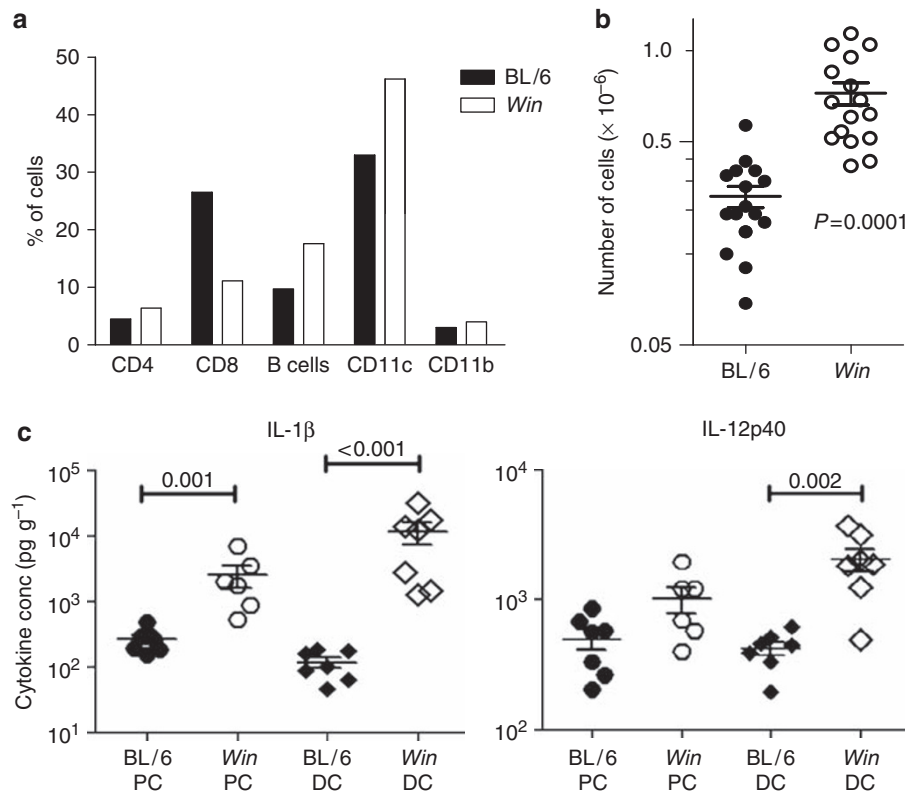 a
50
40
30
20
10
0
% of cells
BL/6
Win
CD4
CD8
B cells
CD11c
CD11b
b
1.0
0.5
0.05
Number of cells (× 10⁻⁶)
P=0.0001
BL/6
Win
c
IL-1β
10⁵
10⁴
10³
10²
10¹
Cytokine conc (pg g⁻¹)
0.001
<0.001
BL/6
PC
Win
PC
BL/6
DC
Win
DC
IL-12p40
10⁴
10³
10²
0.002
BL/6
PC
Win
PC
BL/6
DC
Win
DC